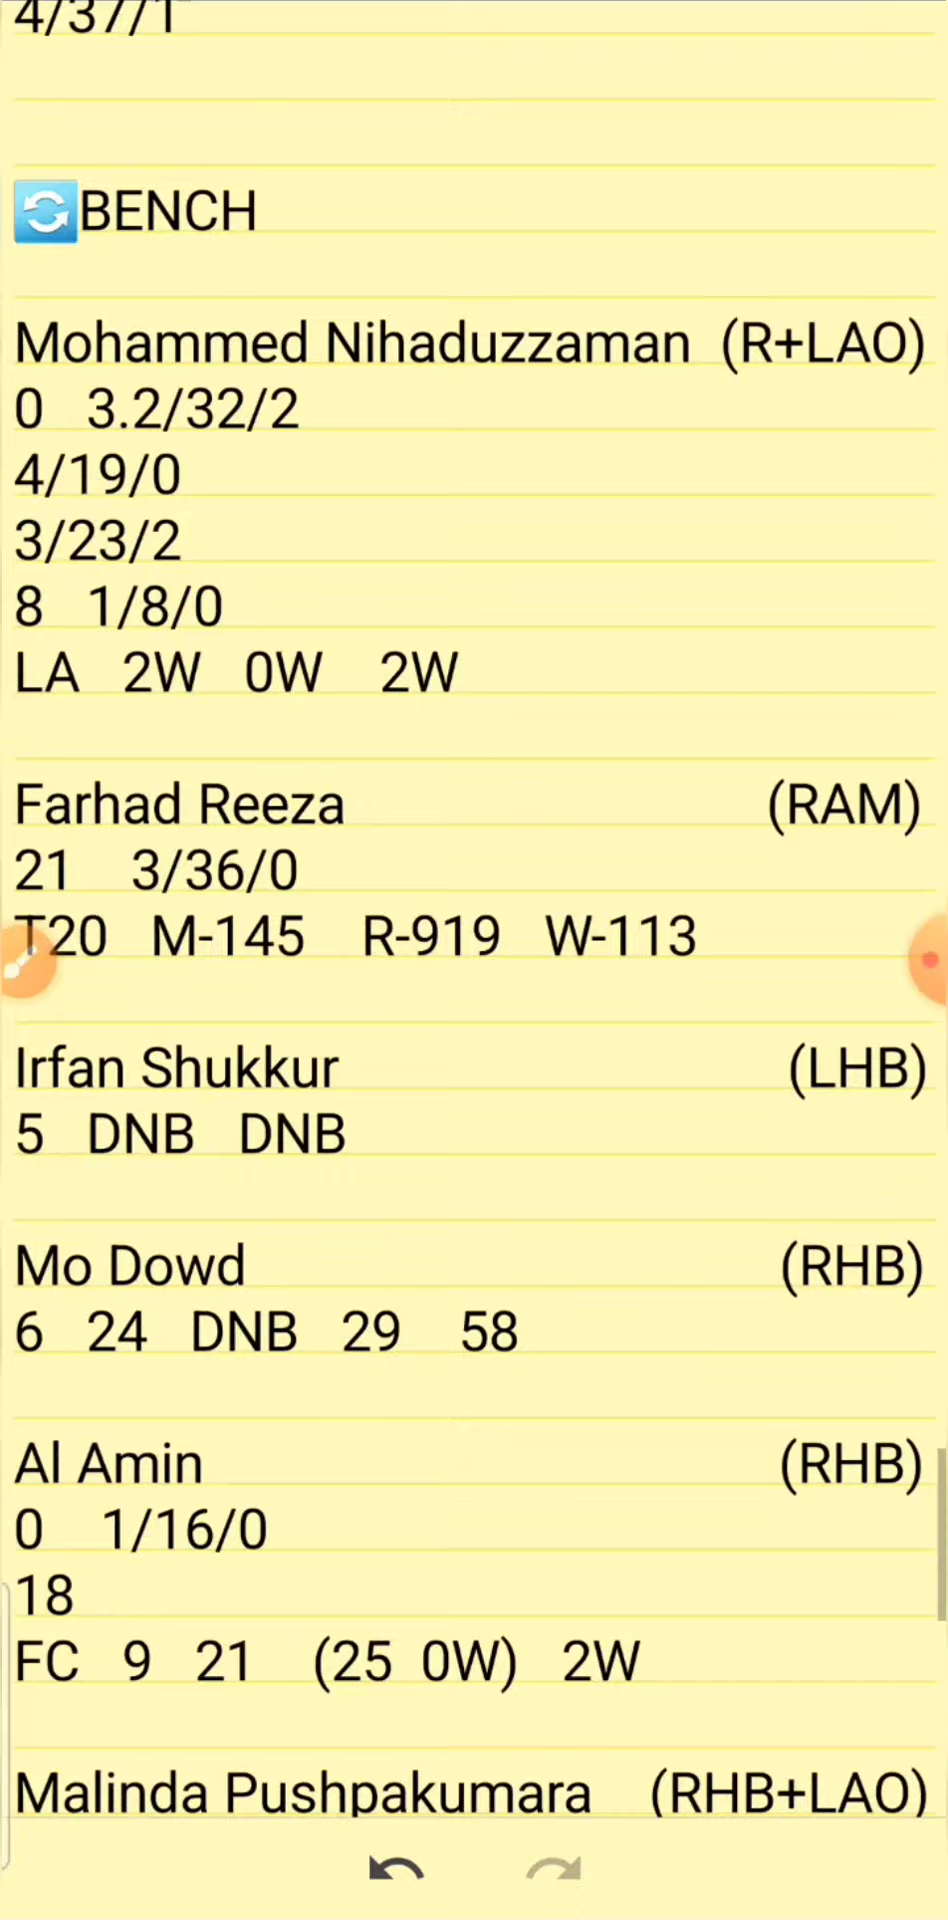 4/37/1
🔄BENCH
Mohammed Nihaduzzaman (R+LAO)
0 3.2/32/2
4/19/0
3/23/2
8 1/8/0
LA 2W 0W 2W
Farhad Reeza (RAM)
21 3/36/0
T20 M-145 R-919 W-113
Irfan Shukkur (LHB)
5 DNB DNB
Mo Dowd (RHB)
6 24 DNB 29 58
Al Amin (RHB)
0 1/16/0
18
FC 9 21 (25 0W) 2W
Malinda Pushpakumara (RHB+LAO)